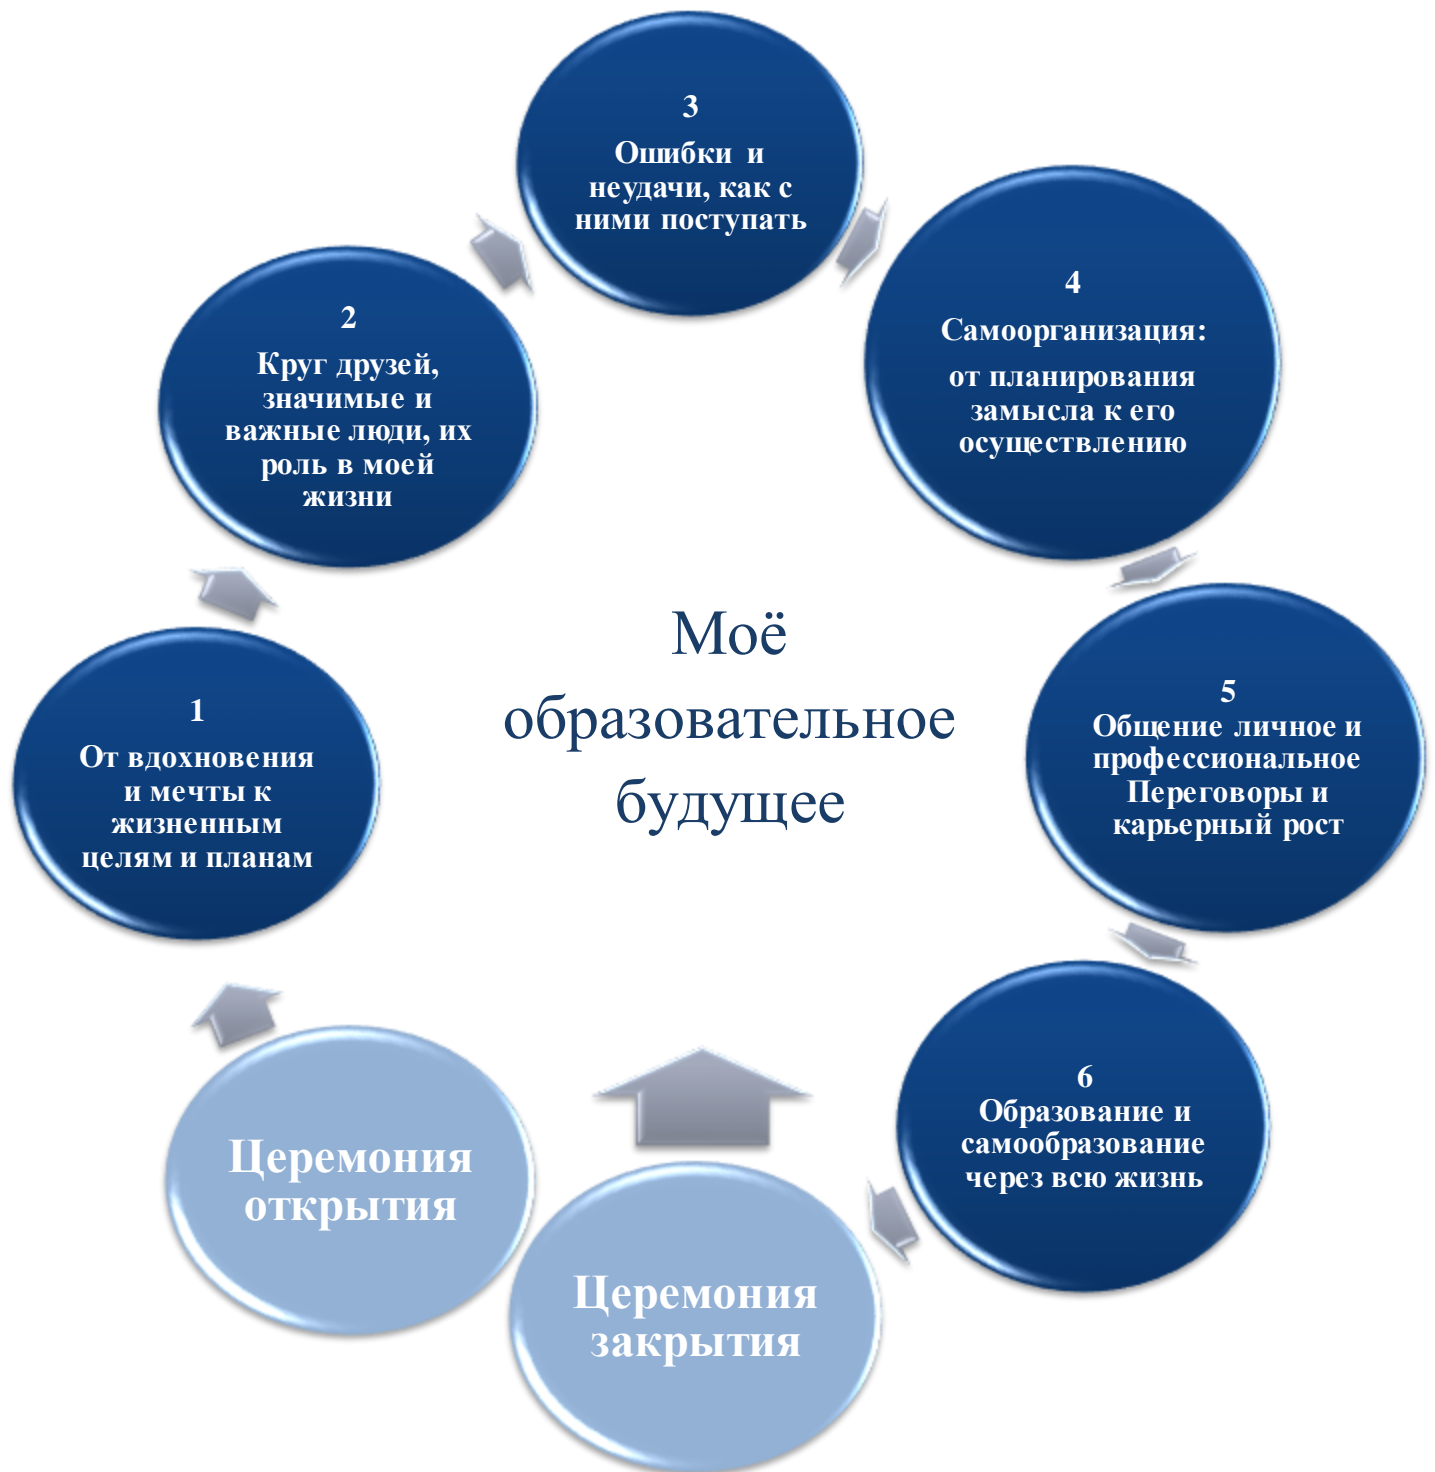 3
Ошибки и
неудачи, как с
ними поступать
4
Самоорганизация:
от планирования
замысла к его
осуществлению
2
Круг друзей,
значимые и
важные люди, их
роль в моей
жизни
Моё
образовательное
будущее
5
Общение личное и
профессиональное
Переговоры и
карьерный рост
1
От вдохновения
и мечты к
жизненным
целям и планам
6
Образование и
самообразование
через всю жизнь
Церемония
открытия
Церемония
закрытия